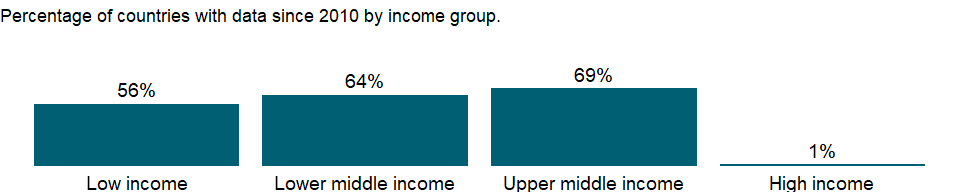 Percentage of countries with data since 2010 by income group.
56%
64%
69%
1%
Low income
Lower middle income
Upper middle income
High income